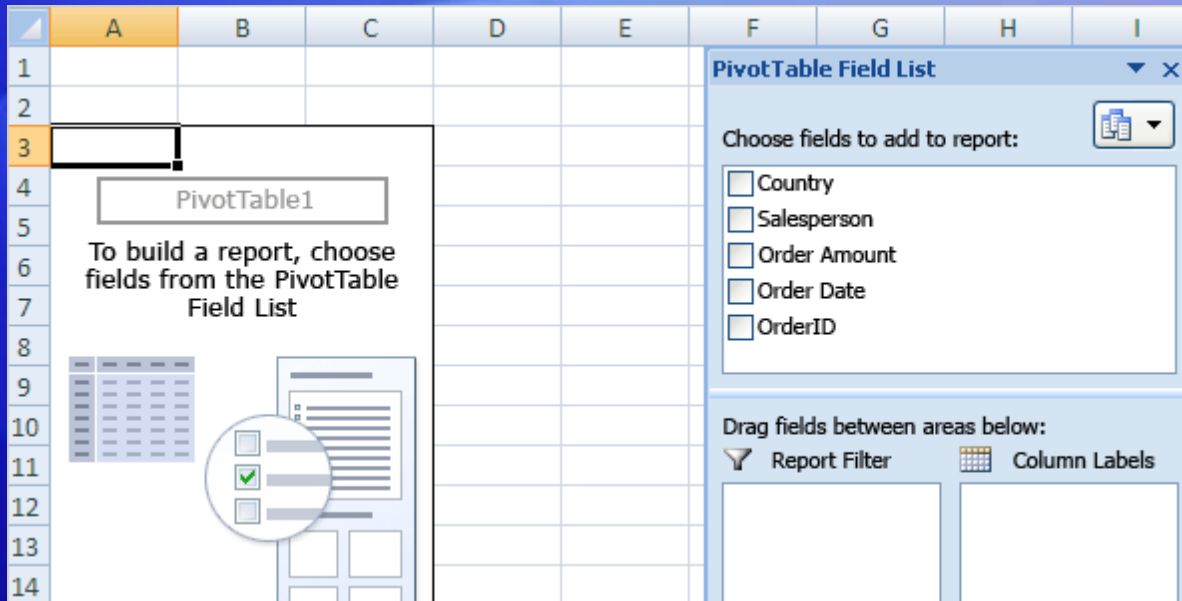 A B C D E F G H I
1
2
3
4
5
6
7
8
9
10
11
12
13
14
PivotTable1
To build a report, choose
fields from the PivotTable
Field List
PivotTable Field List
Choose fields to add to report:
Country
Salesperson
Order Amount
Order Date
OrderID
Drag fields between areas below:
Report Filter Column Labels